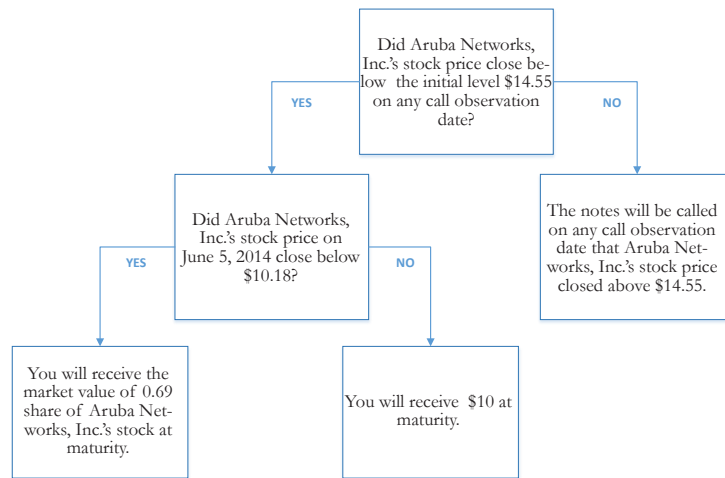 Did Aruba Networks,
Inc.'s stock price close be-
low the initial level $14.55
on any call observation
date?
YES
NO
Did Aruba Networks,
Inc.'s stock price on
June 5, 2014 close below
$10.18?
The notes will be called
on any call observation
date that Aruba Net-
works, Inc.'s stock price
closed above $14.55.
YES
NO
You will receive the
market value of 0.69
share of Aruba Net-
works, Inc.'s stock at
maturity.
You will receive $10 at
maturity.